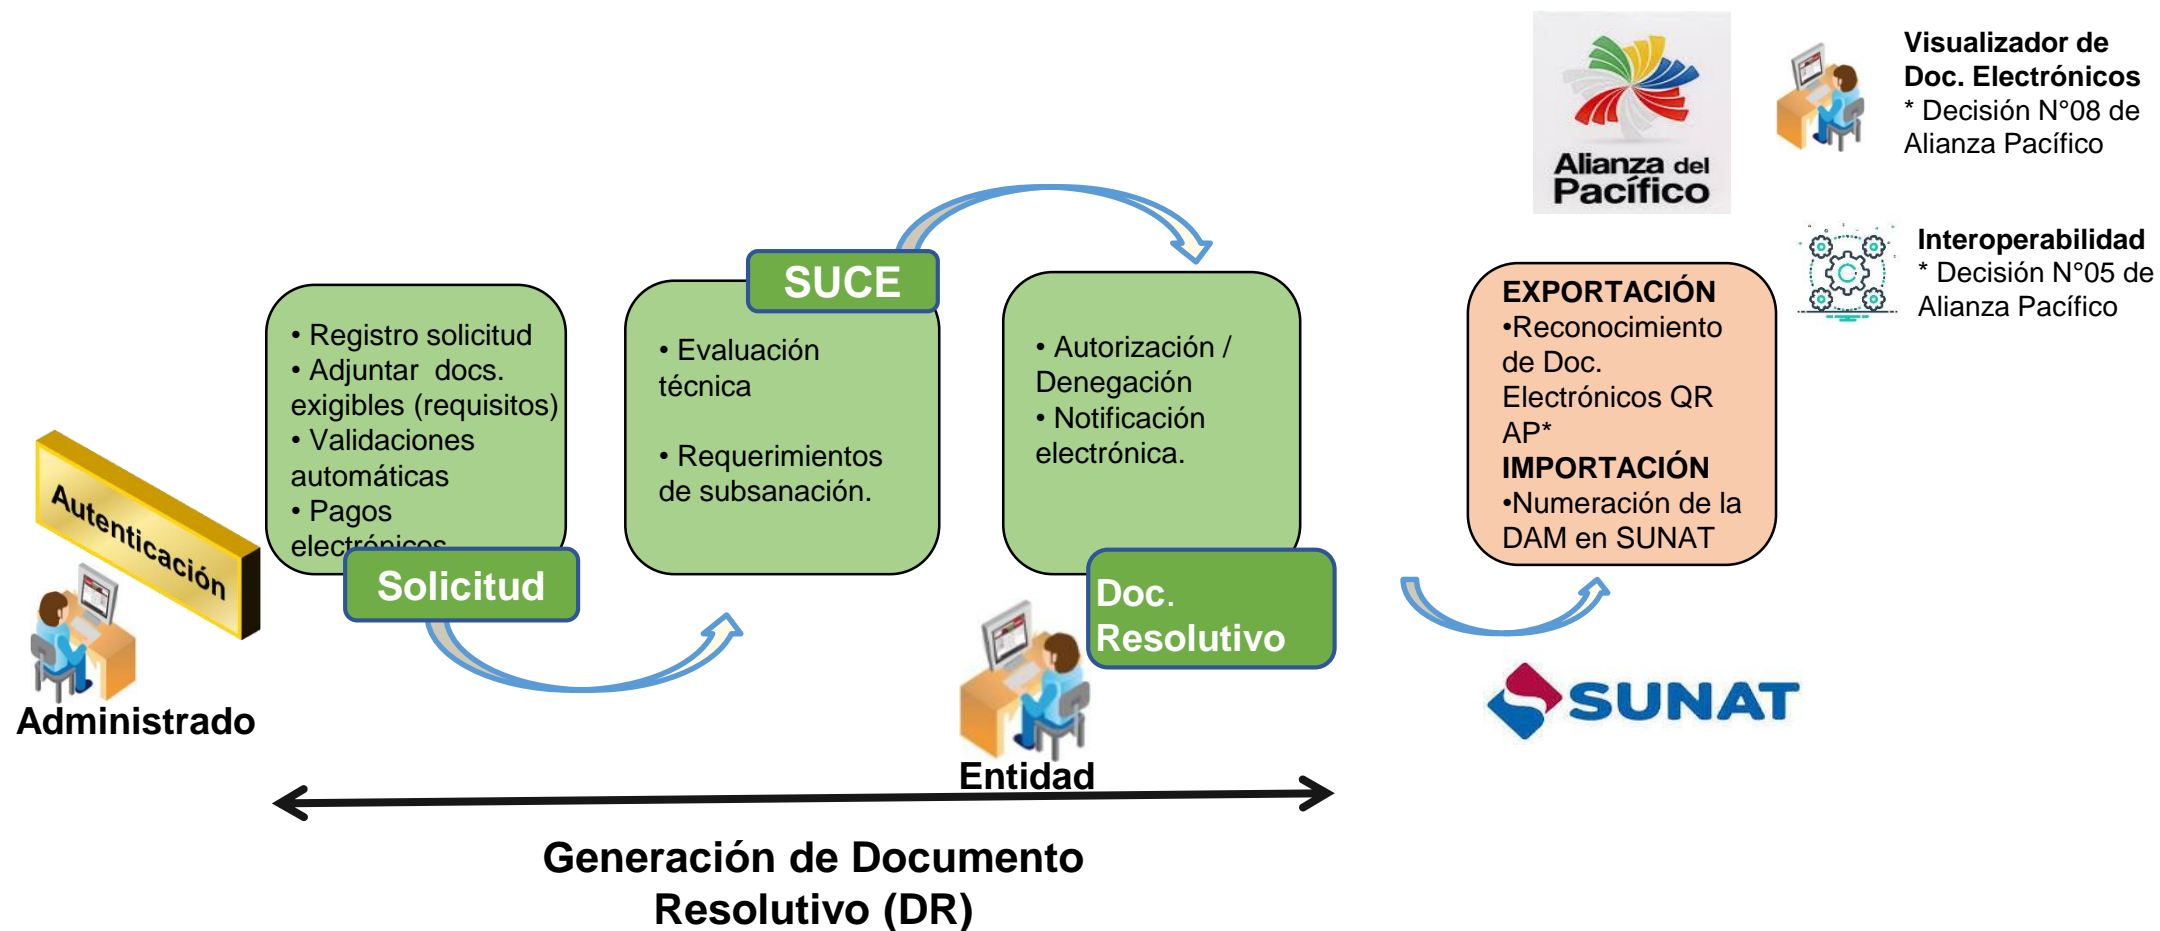 Autenticación
Administrado
• Registro solicitud
• Adjuntar docs.
exigibles (requisitos)
• Validaciones
automáticas
• Pagos
electrónicos
Solicitud
SUCE
• Evaluación
técnica
• Requerimientos
de subsanación.
• Autorización /
Denegación
• Notificación
electrónica.
Doc.
Resolutivo
Entidad
Generación de Documento
Resolutivo (DR)
Alianza del
Pacífico
Visualizador de
Doc. Electrónicos
* Decisión N°08 de
Alianza Pacífico
Interoperabilidad
* Decisión N°05 de
Alianza Pacífico
EXPORTACIÓN
•Reconocimiento
de Doc.
Electrónicos QR
AP*
IMPORTACIÓN
•Numeración de la
DAM en SUNAT
SUNAT